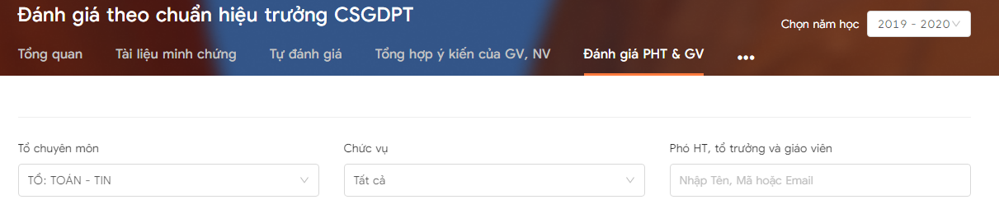 Đánh giá theo chuẩn hiệu trưởng CSGDPT
Chọn năm học 2019 - 2020
Tổng quan Tài liệu minh chứng Tự đánh giá Tổng hợp ý kiến của GV, NV Đánh giá PHT & GV •••
Tổ chuyên môn Chức vụ Phó HT, tổ trưởng và giáo viên
TỔ: TOÁN - TIN Tất cả Nhập Tên, Mã hoặc Email